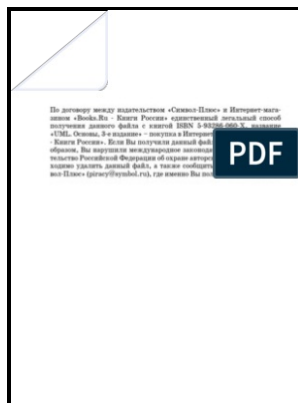 По договору между издательством «Символ-Плюс» и Интернет-мага-
зином «Books.Ru - Книги России» единственный легальный способ
получения данного файла с книгой ISBN 5-93286-060-X, название
«UML. Основы, 3-е издание» – покупка в Интернет
- Книги России». Если Вы получили данный фай
образом, Вы нарушили международное законода
тельство Российской Федерации об охране авторс
ходимо удалить данный файл, а также сообщить
вол-Плюс» (piracy@symbol.ru), где именно Вы пол
PDF